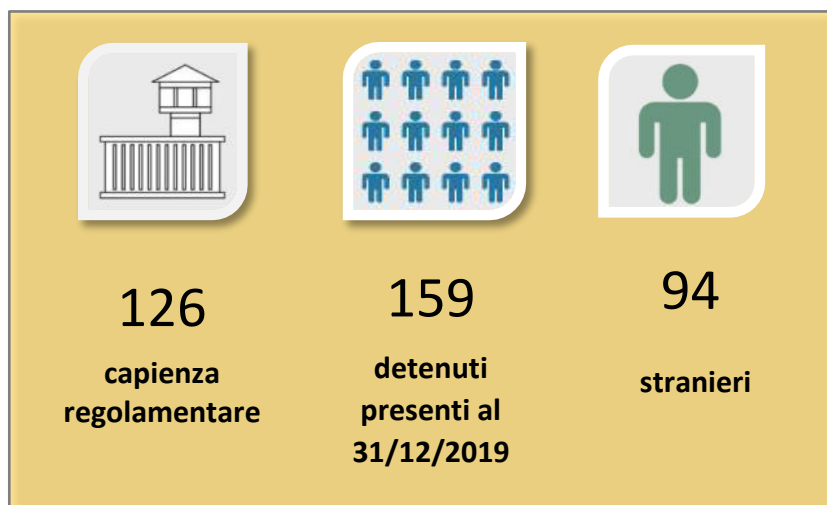 126
capienza
regolamentare
159
detenuti
presenti al
31/12/2019
94
stranieri